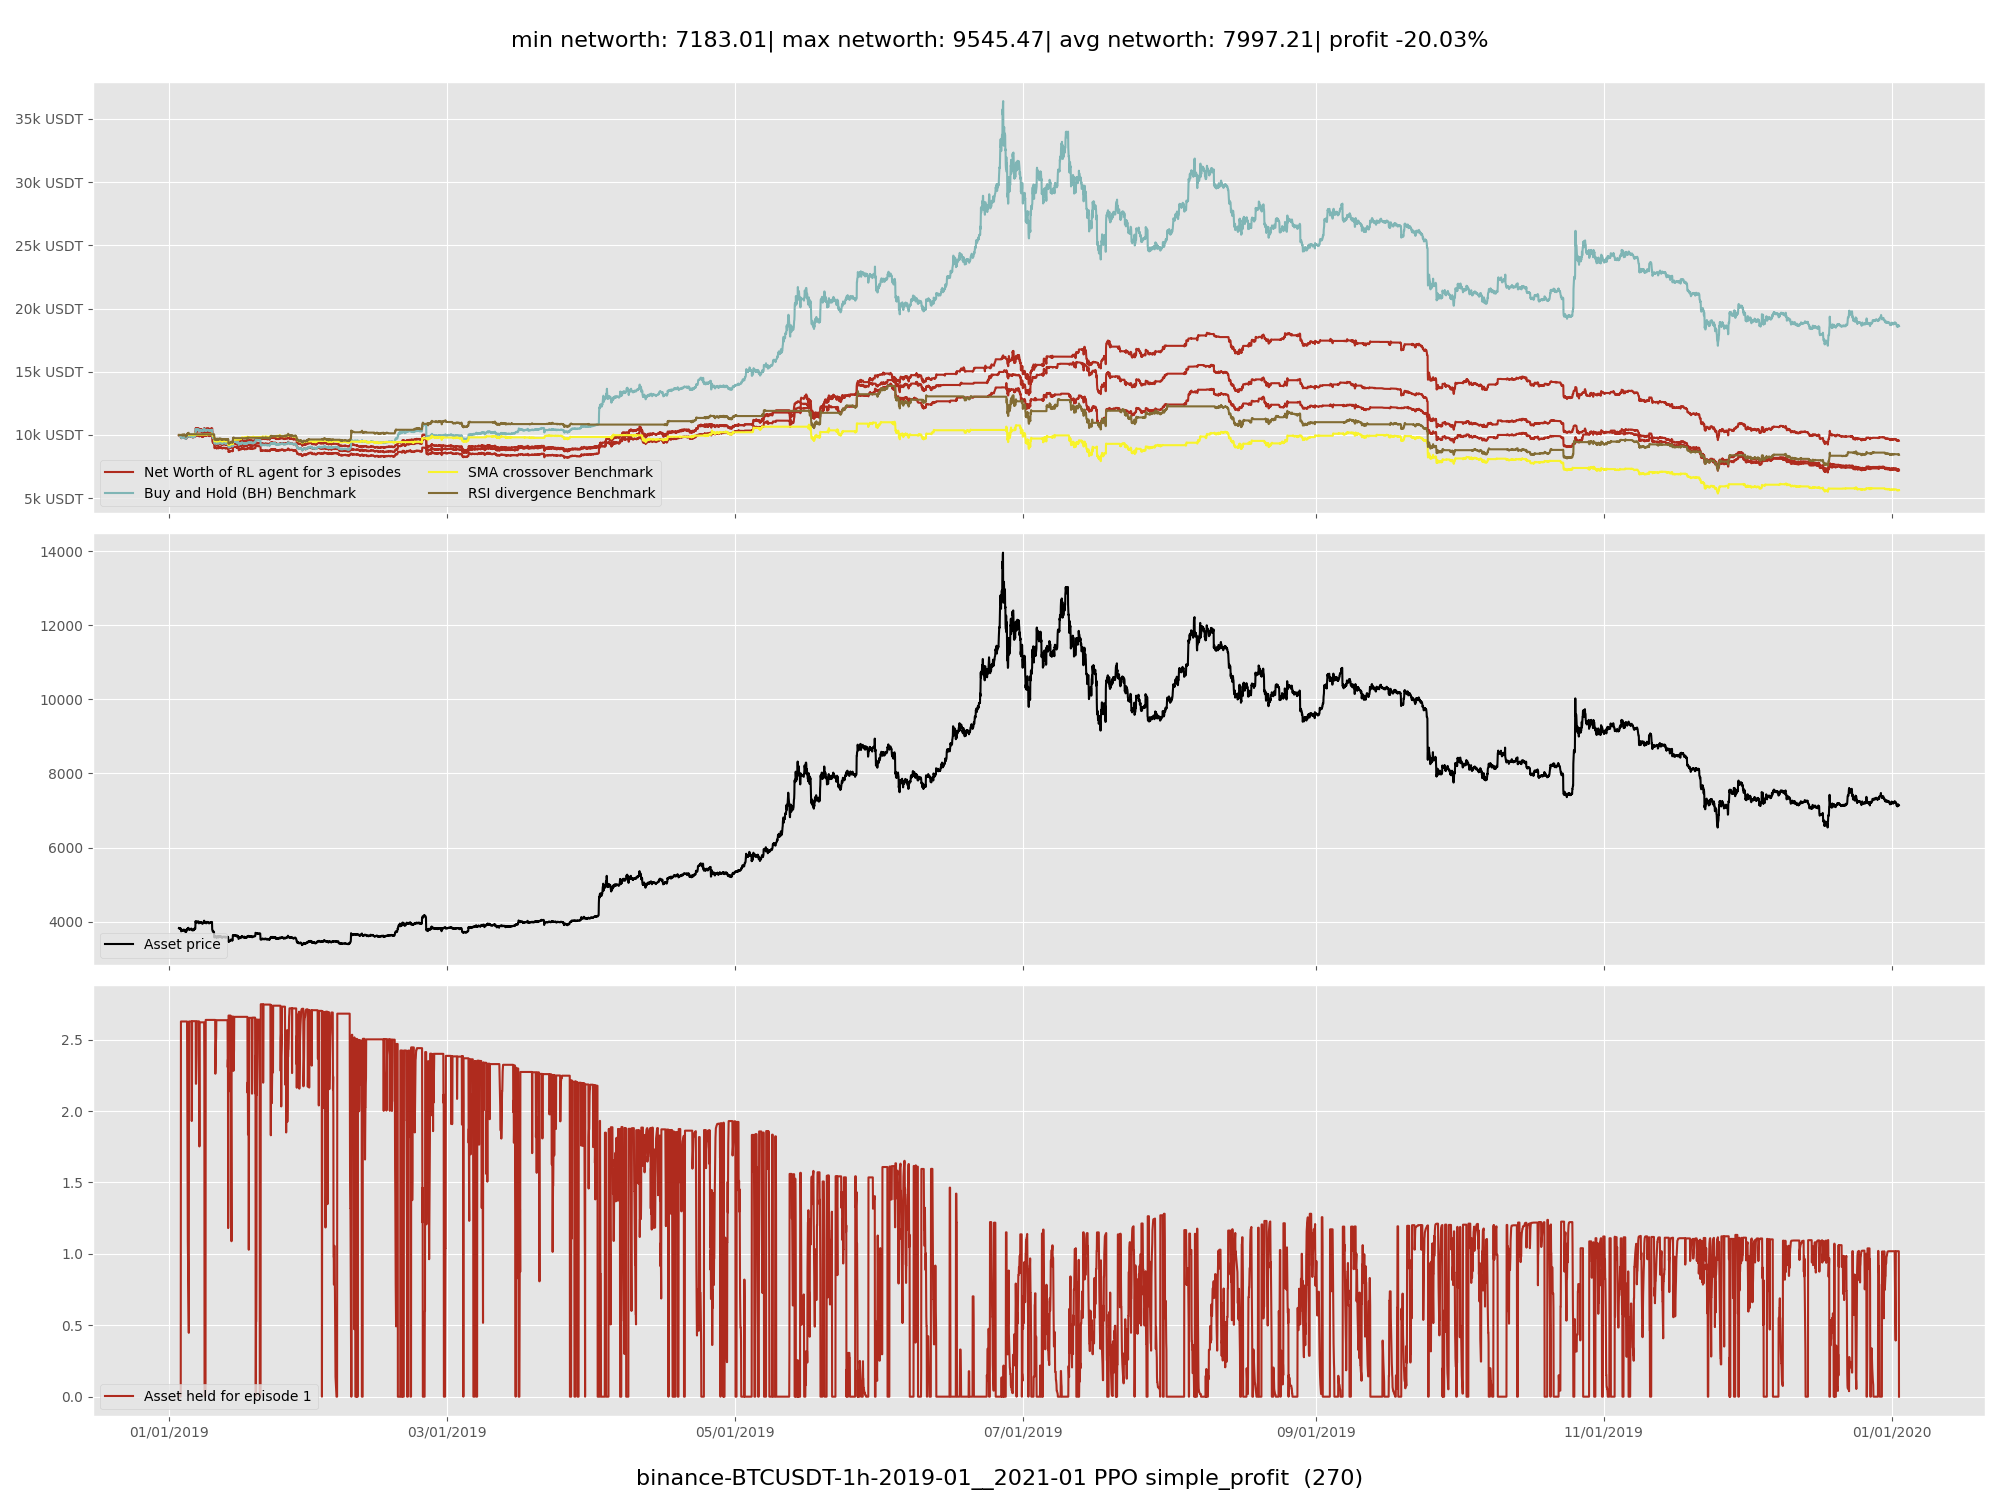 min networth: 7183.01| max networth: 9545.47| avg networth: 7997.21| profit -20.03%
35k USDT
30k USDT
25k USDT
20k USDT
15k USDT
10k USDT
5k USDT
Net Worth of RL agent for 3 episodes
Buy and Hold (BH) Benchmark
SMA crossover Benchmark
RSI divergence Benchmark
14000
12000
10000
8000
6000
4000
Asset price
2.5
2.0
1.5
1.0
0.5
0.0
Asset held for episode 1
01/01/2019 03/01/2019 05/01/2019 07/01/2019 09/01/2019 11/01/2019 01/01/2020
binance-BTCUSDT-1h-2019-01__2021-01 PPO simple_profit (270)